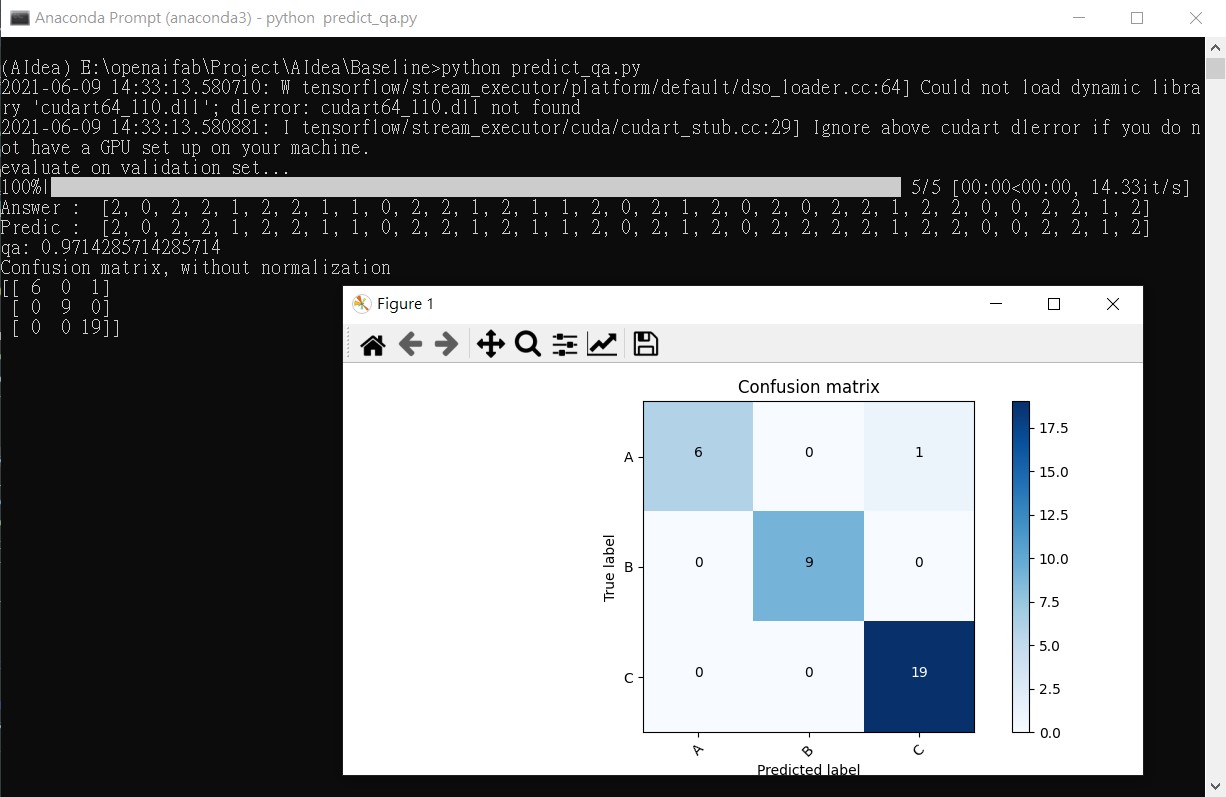 Anaconda Prompt (anaconda3) - python  predict_qa.py
(AIdea) E:\openaifab\Project\AIdea\Baseline>python predict_qa.py
2021-06-09 14:33:13.580710: W tensorflow/stream_executor/platform/default/dso_loader.cc:64] Could not load dynamic libra
ry 'cudart64_110.dll'; dlerror: cudart64_110.dll not found
2021-06-09 14:33:13.580881: I tensorflow/stream_executor/cuda/cudart_stub.cc:29] Ignore above cudart dlerror if you do n
ot have a GPU set up on your machine.
evaluate on validation set...
100%| 5/5 [00:00<00:00, 14.33it/s]
Answer :  [2, 0, 2, 2, 1, 2, 2, 1, 1, 0, 2, 2, 1, 2, 1, 1, 2, 0, 2, 1, 2, 0, 2, 0, 2, 2, 1, 2, 2, 0, 0, 2, 2, 1, 2]
Predic :  [2, 0, 2, 2, 1, 2, 2, 1, 1, 0, 2, 2, 1, 2, 1, 1, 2, 0, 2, 1, 2, 0, 2, 2, 2, 2, 1, 2, 2, 0, 0, 2, 2, 1, 2]
qa: 0.9714285714285714
Confusion matrix, without normalization
[[ 6  0  1]
[ 0  9  0]
[ 0  0 19]]
Figure 1
Confusion matrix
A
6
0
1
B
0
9
0
C
0
0
19
True label
A
B
C
Predicted label
17.5
15.0
12.5
10.0
7.5
5.0
2.5
0.0